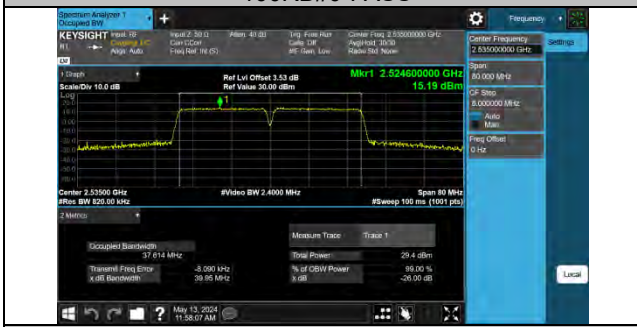 Spectrum Analyzer 1
Occupied BW
Frequency
KEYSIGHT Input: RF
Coupling: DC
Align: Auto
Input Z: 50 Ω
Corr CCorr
Freq Ref: Int (S)
Atten: 40 dB
Trig: Free Run
Gate: Off
#IF Gain: Low
Center Freq: 2.535000000 GHz
Avg|Hold: 30/30
Radio Std: None
Center Frequency
2.535000000 GHz
Settings
Span
80.000 MHz
CF Step
8.000000 MHz
Auto
Man
Freq Offset
0 Hz
1 Graph
Scale/Div 10.0 dB
Ref Lvl Offset 3.53 dB
Ref Value 30.00 dBm
Mkr1 2.524600000 GHz
15.19 dBm
Log
Center 2.53500 GHz
#Res BW 820.00 kHz
#Video BW 2.4000 MHz
Span 80 MHz
#Sweep 100 ms (1001 pts)
2 Metrics
Measure Trace Trace 1
Occupied Bandwidth
37.614 MHz
Total Power 29.4 dBm
Transmit Freq Error -8.090 kHz
% of OBW Power 99.00 %
x dB Bandwidth 39.95 MHz
x dB -26.00 dB
Local
May 13, 2024
11:58:07 AM